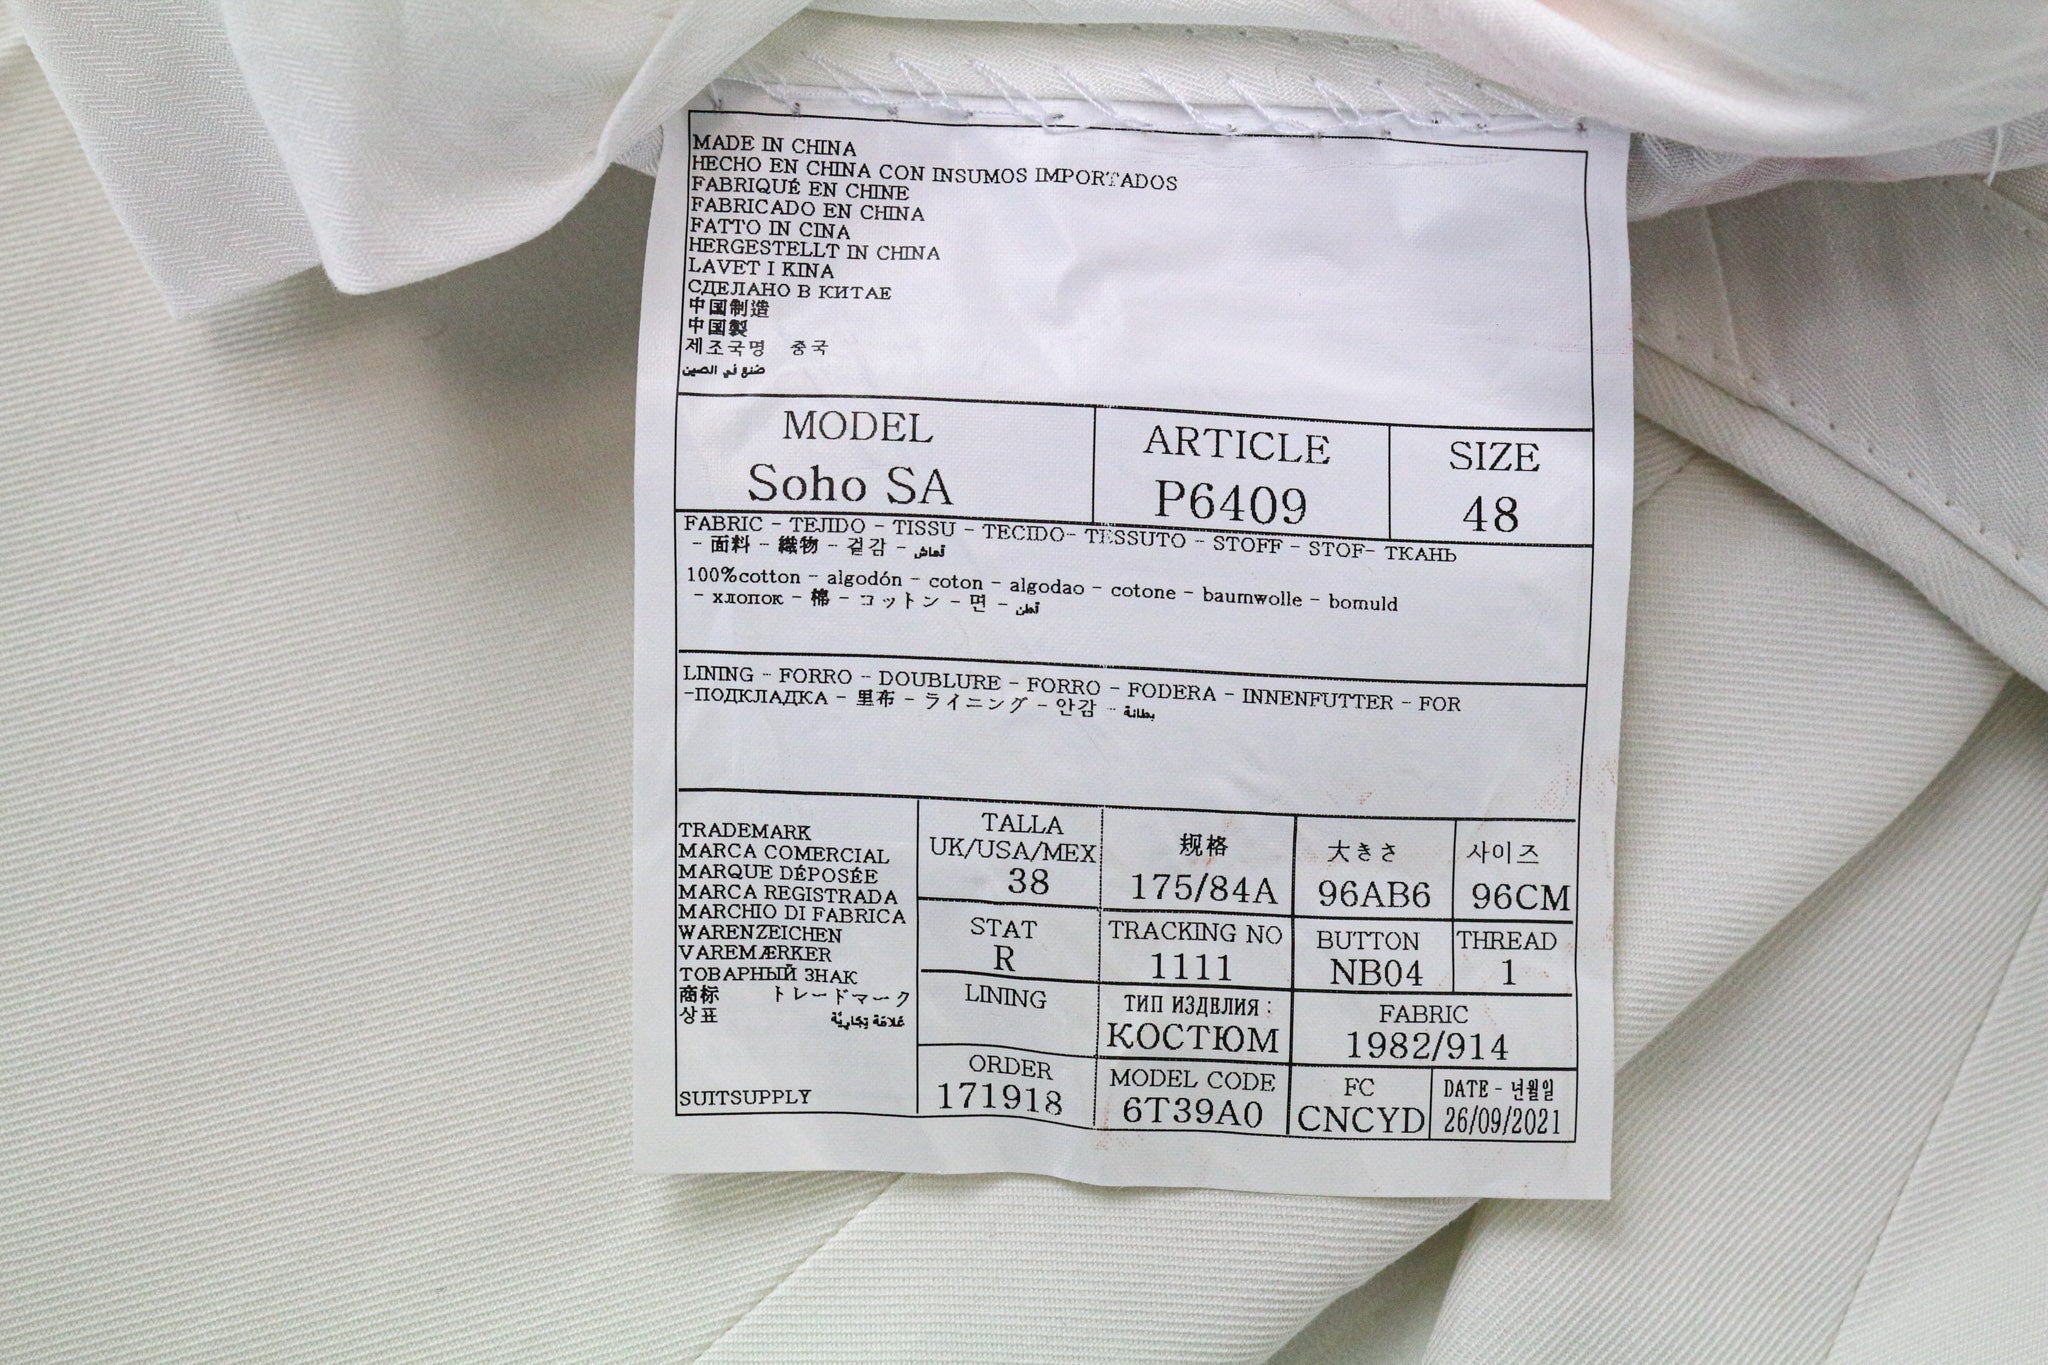 MADE IN CHINA
HECHO EN CHINA CON INSUMOS IMPORTADOS
FABRIQUÉ EN CHINE
FABRICADO EN CHINA
FATTO IN CINA
HERGESTELLT IN CHINA
LAVET I KINA
СДЕЛАНО В КИТАЕ
中国制造
中国製
제조국명 중국
صنع في الصين
MODEL
Soho SA
ARTICLE
P6409
SIZE
48
FABRIC - TEJIDO - TISSU - TECIDO- TESSUTO - STOFF - STOF- ТКАНЬ
- 面料 - 織物 - 겉감 - قماش
100%cotton - algodón - coton - algodao - cotone - baumwolle - bomuld
- хлопок - 棉 - コットン - 면 - قطن
LINING - FORRO - DOUBLURE - FORRO - FODERA - INNENFUTTER - FOR
-ПОДКЛАДКА - 里布 - ライニング - 안감 - بطانة
TRADEMARK
MARCA COMERCIAL
MARQUE DÉPOSÉE
MARCA REGISTRADA
MARCHIO DI FABRICA
WARENZEICHEN
VAREMÆRKER
ТОВАРНЫЙ ЗНАК
商标 トレードマーク
상표 علامة تجارية
SUITSUPPLY
TALLA
UK/USA/MEX
38
规格
175/84A
大きさ
96AB6
사이즈
96CM
STAT
R
TRACKING NO
1111
BUTTON
NB04
THREAD
1
LINING
ТИП ИЗДЕЛИЯ :
КОСТЮМ
FABRIC
1982/914
ORDER
171918
MODEL CODE
6T39A0
FC
CNCYD
DATE - 년월일
26/09/2021